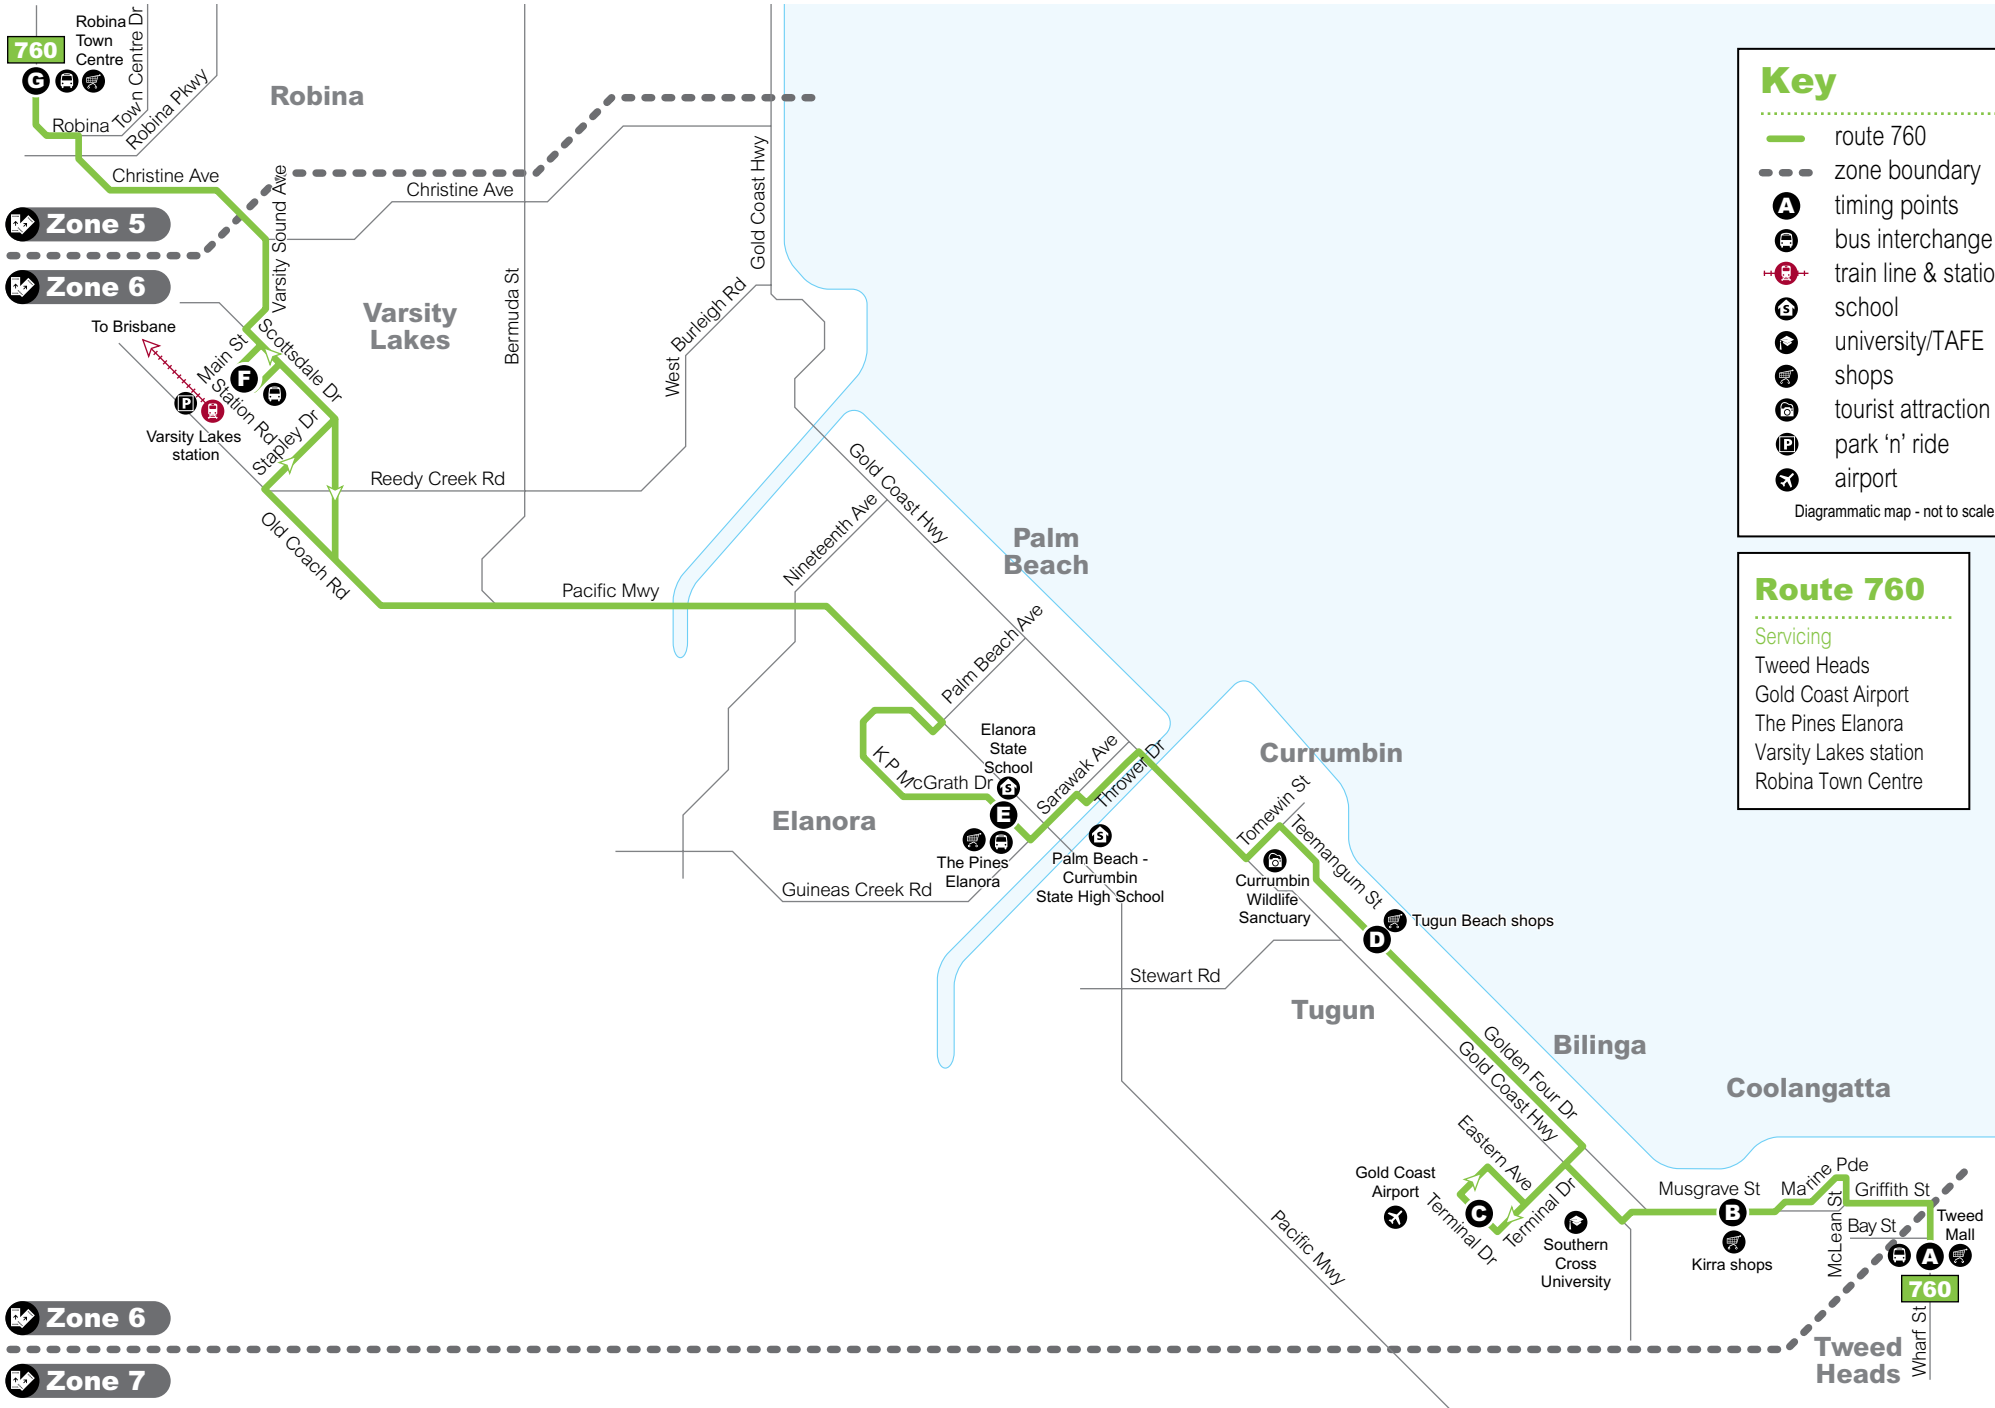 Robina
Town
Centre
760
G
Town Centre Dr
Robina
Robina Pkwy
Robina
Christine Ave
Christine Ave
Varsity Sound Ave
Gold Coast Hwy
Zone 5
Zone 6
Varsity
Lakes
Bermuda St
West Burleigh Rd
To Brisbane
Main St
Scottsdale Dr
F
Station Rd
P
Stapley Dr
Varsity Lakes
station
Reedy Creek Rd
Old Coach Rd
Pacific Mwy
Gold Coast Hwy
Nineteenth Ave
Palm
Beach
Palm Beach Ave
Elanora
State
School
S
K P McGrath Dr
E
Sarawak Ave
Thrower Dr
Elanora
The Pines
Elanora
Guineas Creek Rd
S
Palm Beach -
Currumbin
State High School
Currumbin
Tomewin St
Teemangum St
Currumbin
Wildlife
Sanctuary
D
Tugun Beach shops
Stewart Rd
Tugun
Bilinga
Golden Four Dr
Gold Coast Hwy
Coolangatta
Eastern Ave
Gold Coast
Airport
C
Terminal Dr
Terminal Dr
Southern
Cross
University
Pacific Mwy
Musgrave St
B
Kirra shops
Marine Pde
Griffith St
McLean St
Bay St
Tweed
Mall
A
760
Wharf St
Tweed
Heads
Zone 6
Zone 7
Key
route 760
zone boundary
A timing points
bus interchange
train line & statio
S school
university/TAFE
shops
tourist attraction
P park ‘n’ ride
airport
Diagrammatic map - not to scale
Route 760
Servicing
Tweed Heads
Gold Coast Airport
The Pines Elanora
Varsity Lakes station
Robina Town Centre